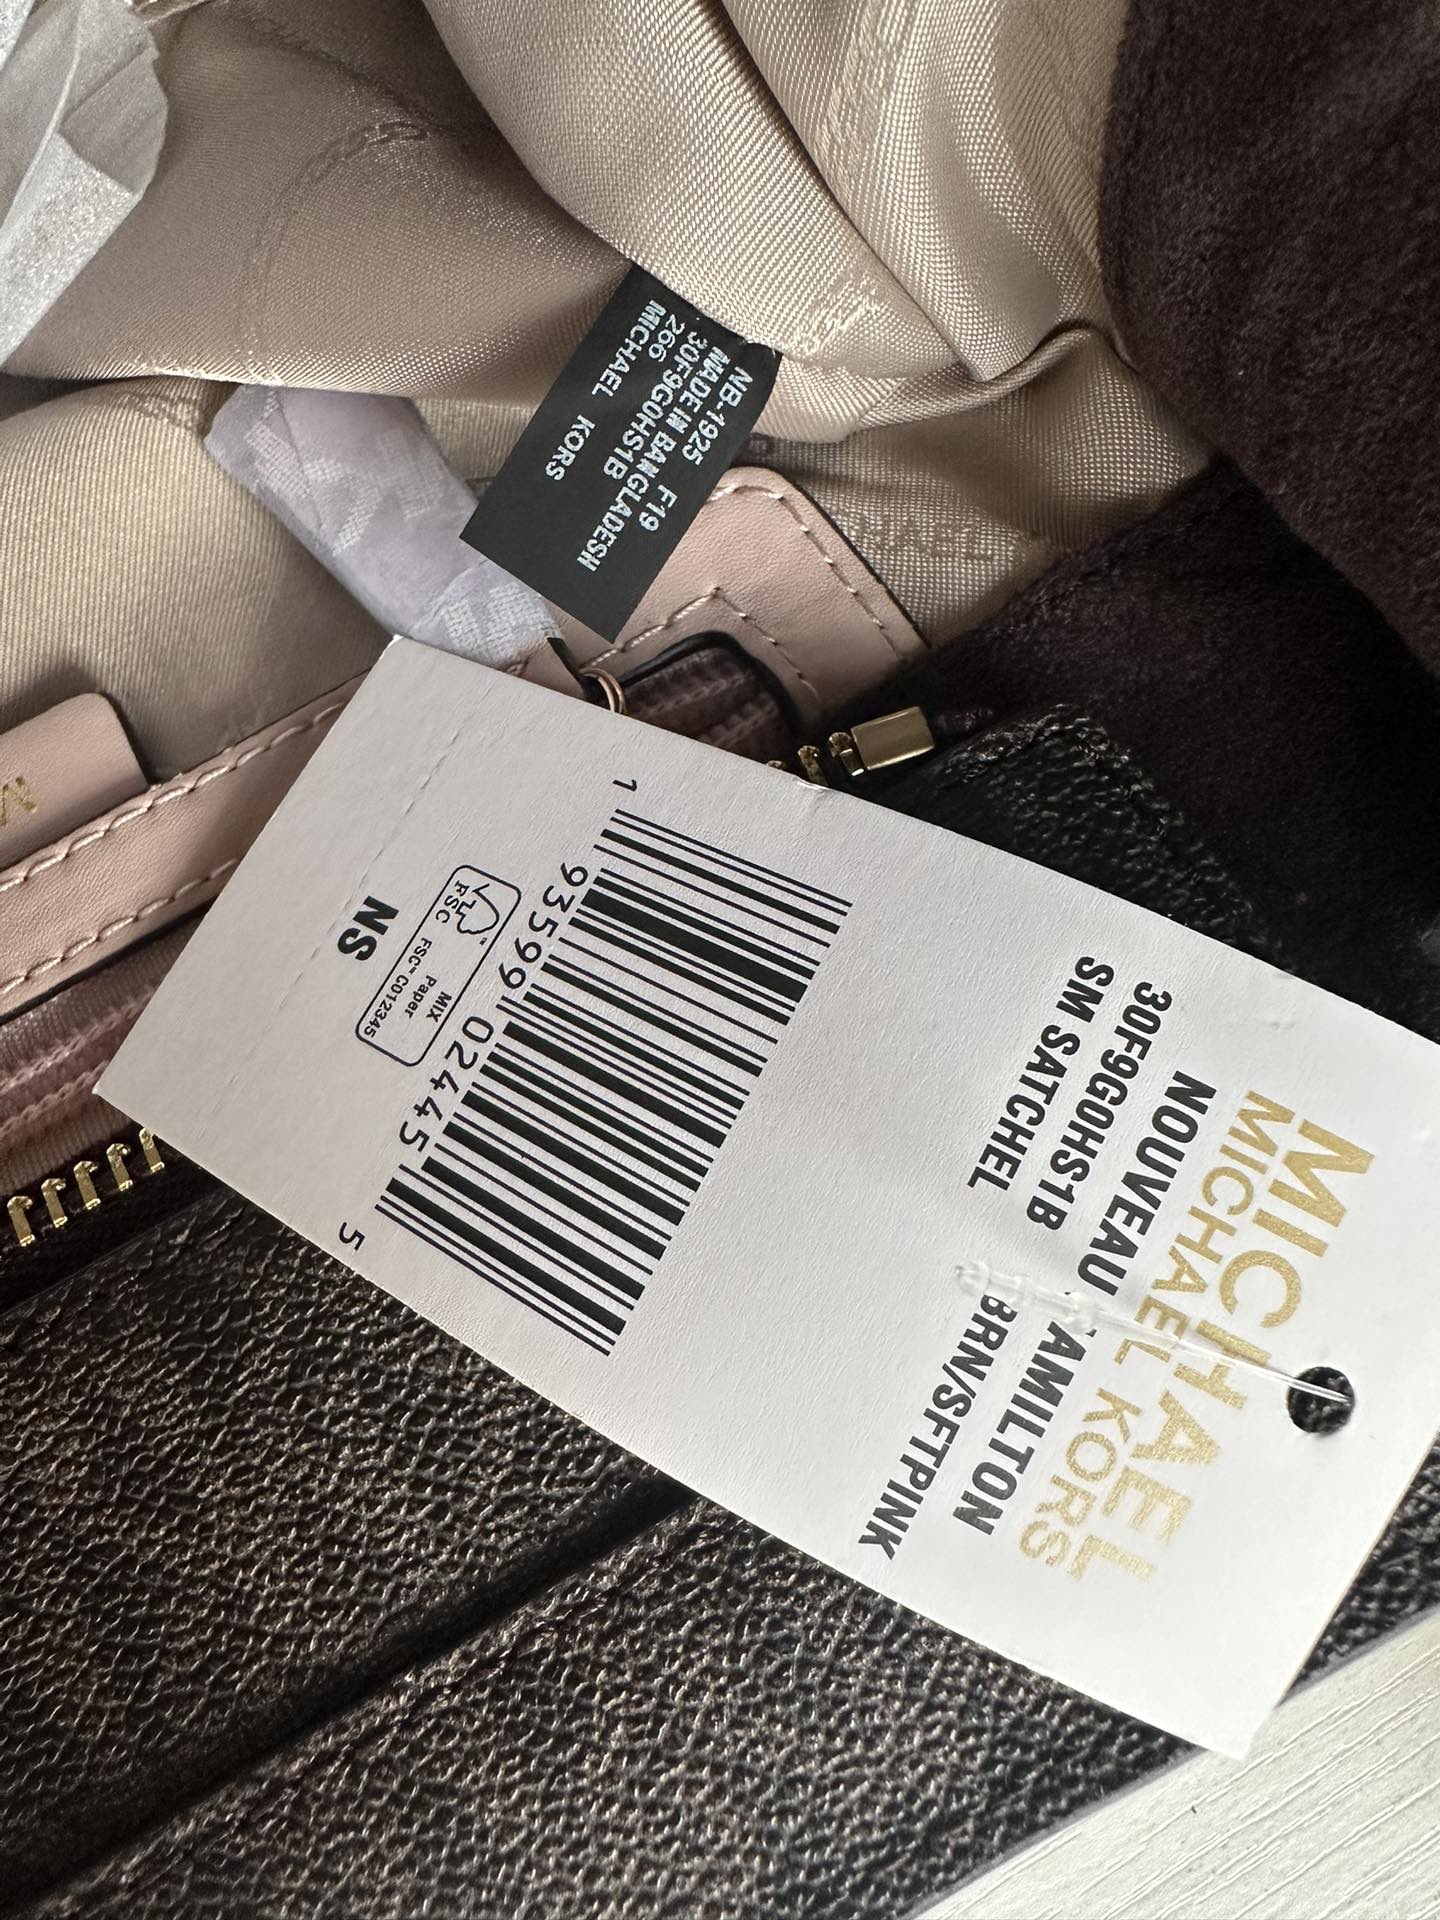 MICHAEL KORS
266
30F9G0HS1B
MADE IN BANGLADESH
NB-1925 F19
M
MICHAEL
MICHAEL KORS
NOUVEAU HAMILTON
30F9G0HS1B BRN/SFTPINK
SM SATCHEL
1 93599 02445 5
FSC
MIX
Paper
FSC™ C012345
NS